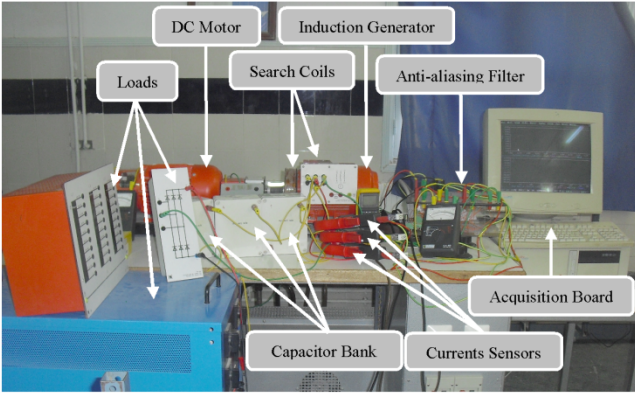 DC Motor
Induction Generator
Loads
Search Coils
Anti-aliasing Filter
Acquisition Board
Capacitor Bank
Currents Sensors